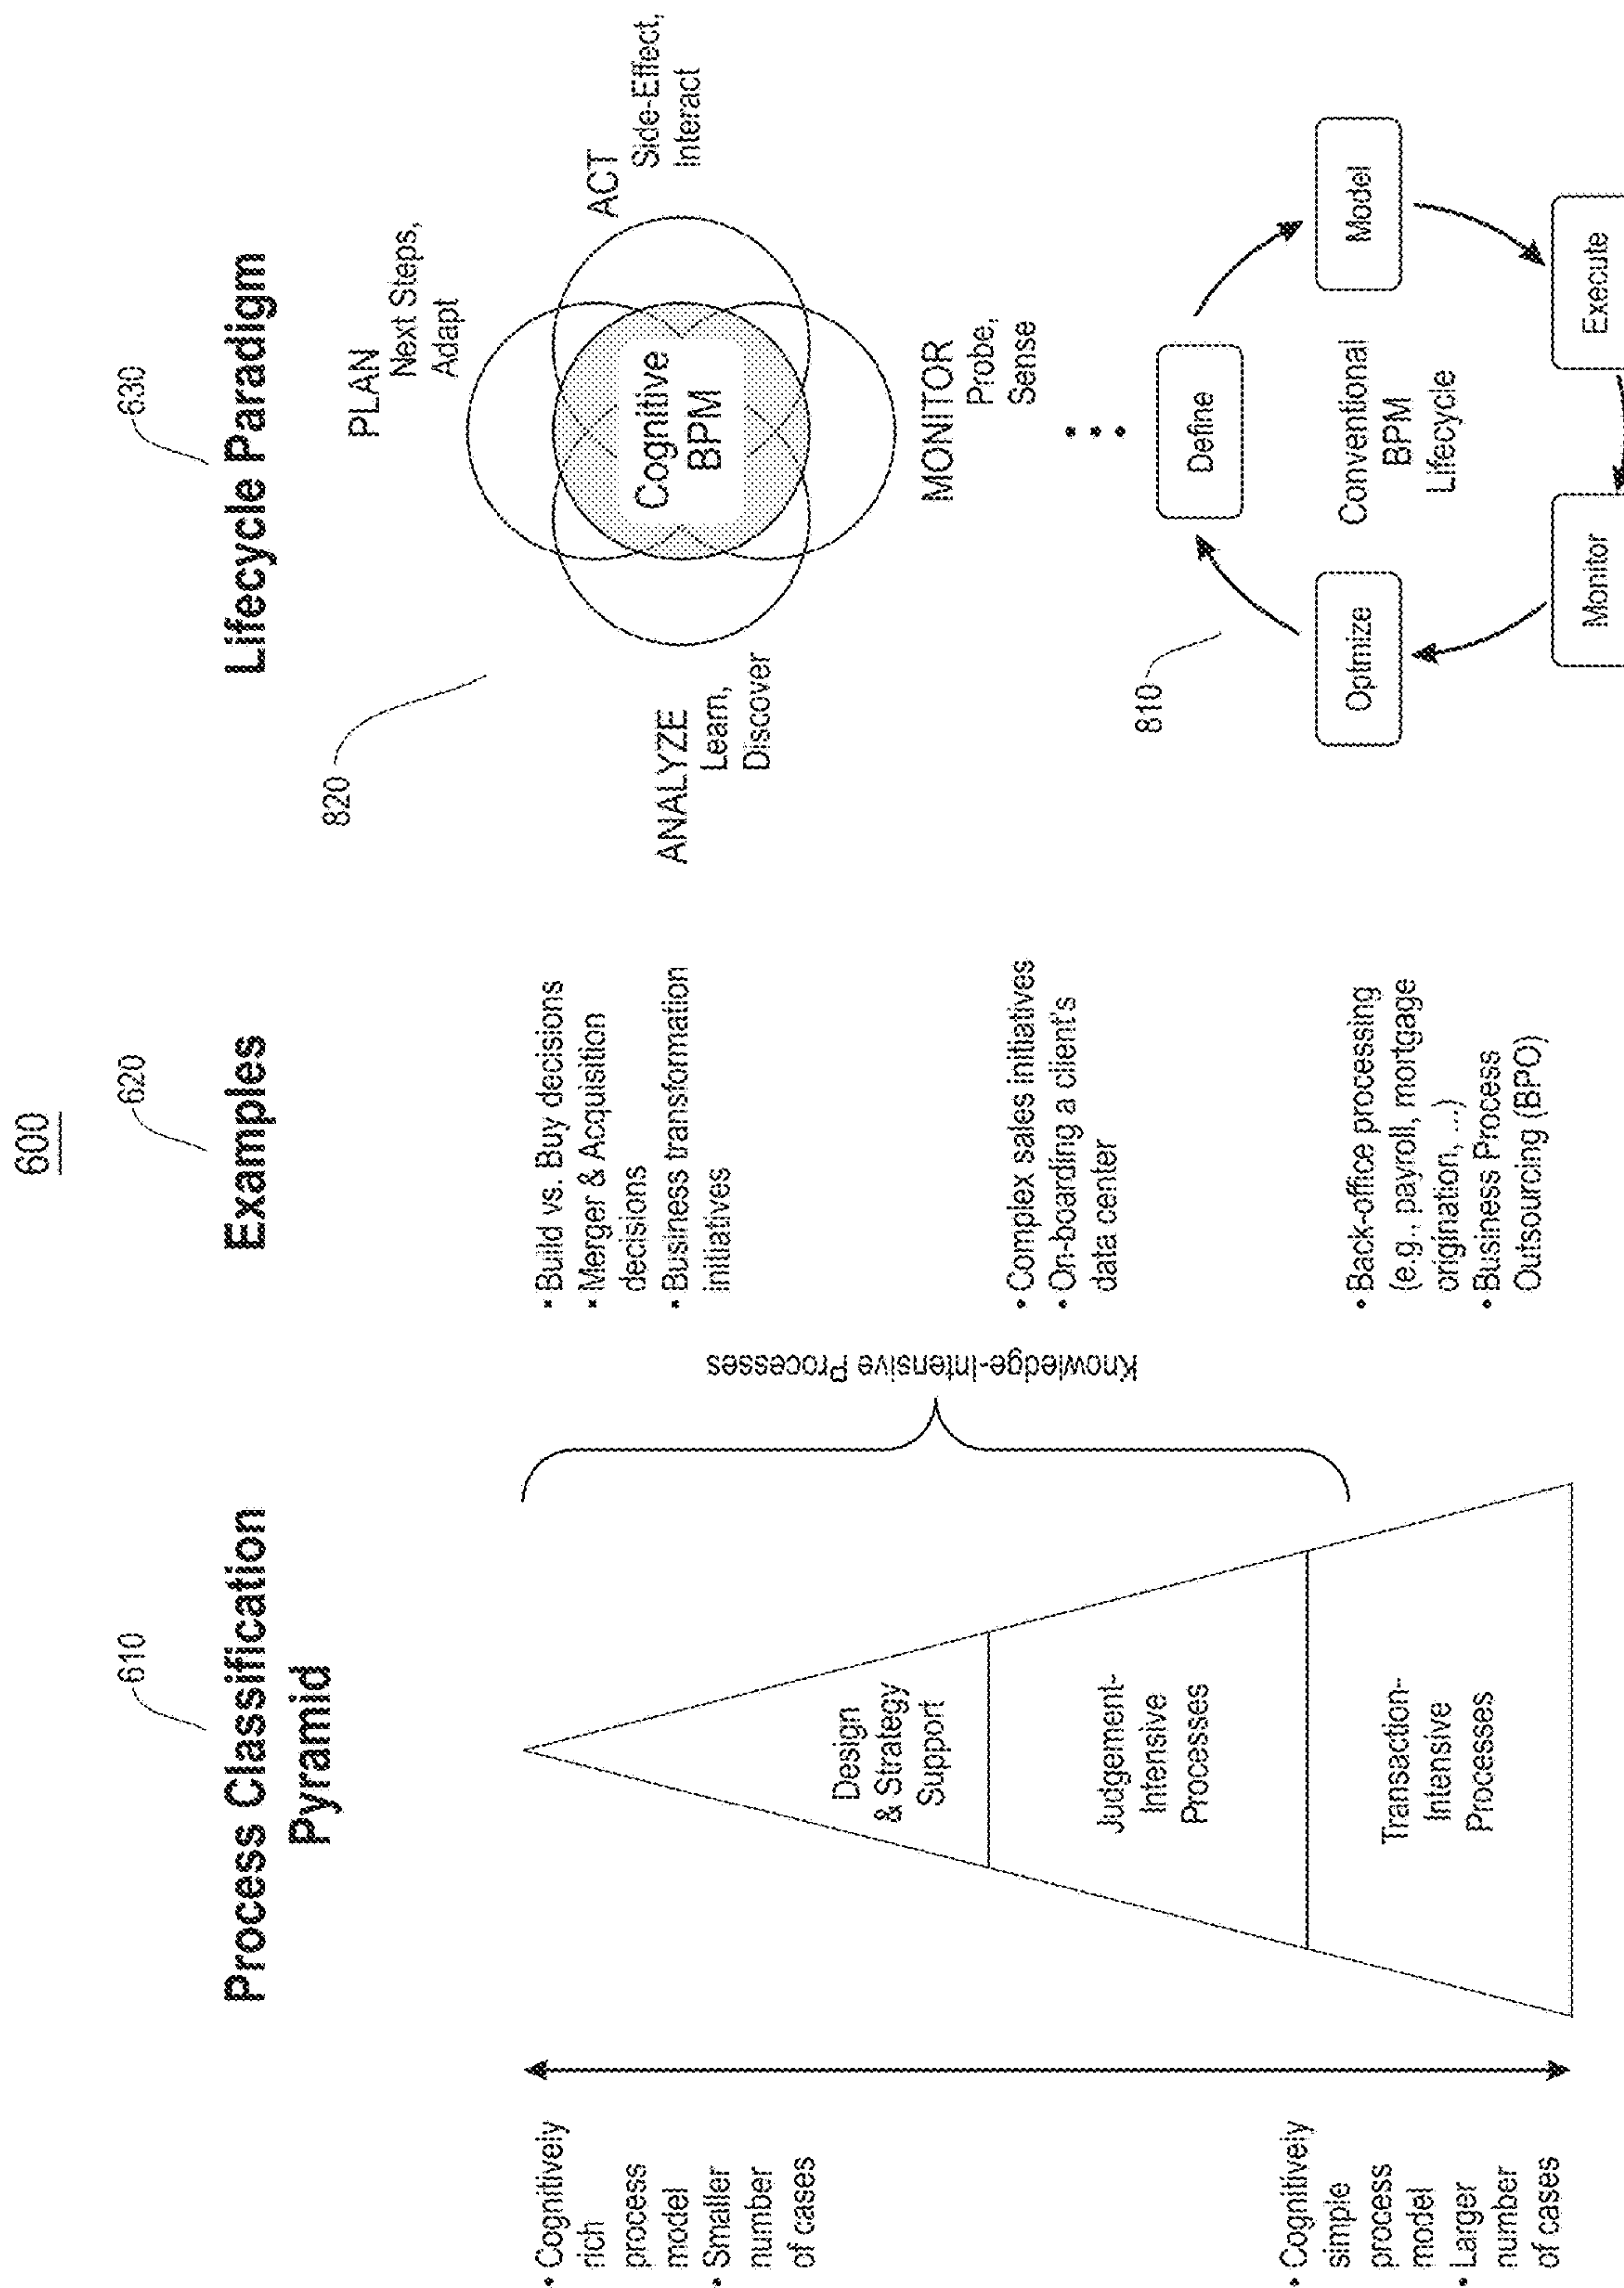 600
610
Process Classification
Pyramid
• Cognitively
rich
process
model
• Smaller
number
of cases
• Cognitively
simple
process
model
• Larger
number
of cases
Design
& Strategy
Support
Judgement-
Intensive
Processes
Transaction-
Intensive
Processes
Knowledge-Intensive Processes
620
Examples
• Build vs. Buy decisions
• Merger & Acquisition
decisions
• Business transformation
initiatives
• Complex sales initiatives
• On-boarding a client's
data center
• Back-office processing
(e.g., payroll, mortgage
origination, ...)
• Business Process
Outsourcing (BPO)
630
Lifecycle Paradigm
820
PLAN
Next Steps,
Adapt
ACT
Side-Effect,
Interact
Cognitive
BPM
ANALYZE
Learn,
Discover
MONITOR
Probe,
Sense
810
Define
Model
Execute
Monitor
Optmize
Conventional
BPM
Lifecycle